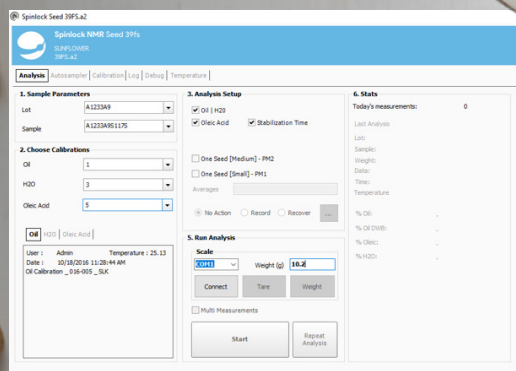 Spinlock Seed 39FS.a2
Spinlock NMR Seed 39fs
SUNFLOWER
39FS.a2
Analysis Autosampler Calibration Log Debug Temperature
1. Sample Parameters
Lot A1233A9
Sample A1233A951175
2. Choose Calibrations
Oil 1
H2O 3
Oleic Acid 5
Oil H2O Oleic Acid
User : Admin Temperature : 25.13
Date : 10/18/2016 11:28:44 AM
Oil Calibration _ 016-005 _SLK
3. Analysis Setup
Oil | H20
Oleic Acid Stabilization Time
One Seed [Medium] - PM2
One Seed [Small] - PM1
Averages
No Action Record Recover ...
5. Run Analysis
Scale
COM1 Weight (g) 10.2
Connect Tare Weight
Multi Measurements
Start Repeat Analysis
6. Stats
Today's measurements: 0
Last Analysis
Lot:
Sample:
Weight:
Data:
Time:
Temperature
% Oil: .
% Oil DWB: .
% Oleic: .
% H2O: .